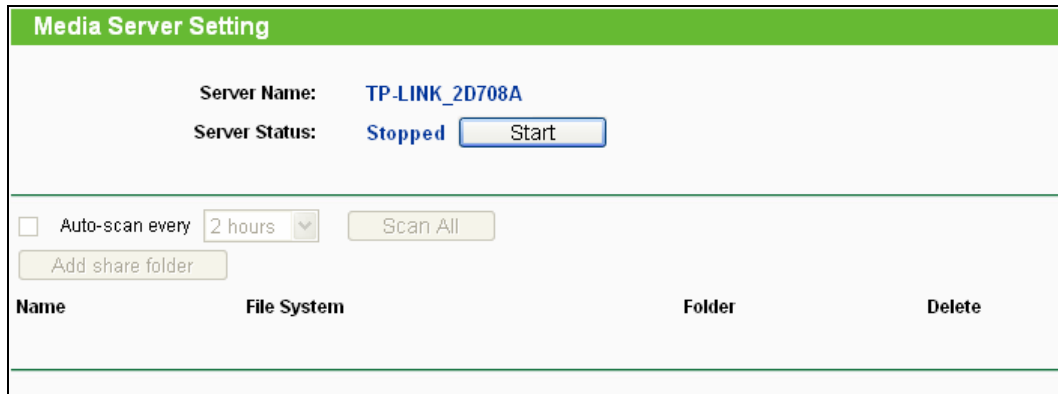 Media Server Setting
Server Name: TP-LINK_2D708A
Server Status: Stopped Start
Auto-scan every 2 hours Scan All
Add share folder
Name File System Folder Delete